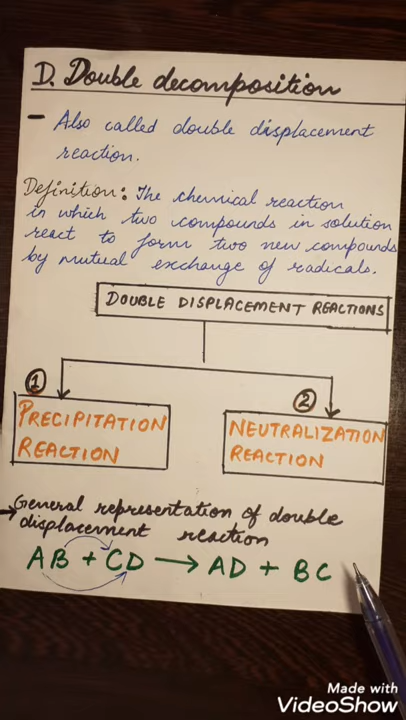 D. Double decomposition
- Also called double displacement
reaction.
Definition: The chemical reaction
in which two compounds in solution
react to form two new compounds
by mutual exchange of radicals.
DOUBLE DISPLACEMENT REACTIONS
① ②
PRECIPITATION
REACTION
NEUTRALIZATION
REACTION
→ General representation of double
displacement reaction
AB + CD → AD + BC
Made with
VideoShow